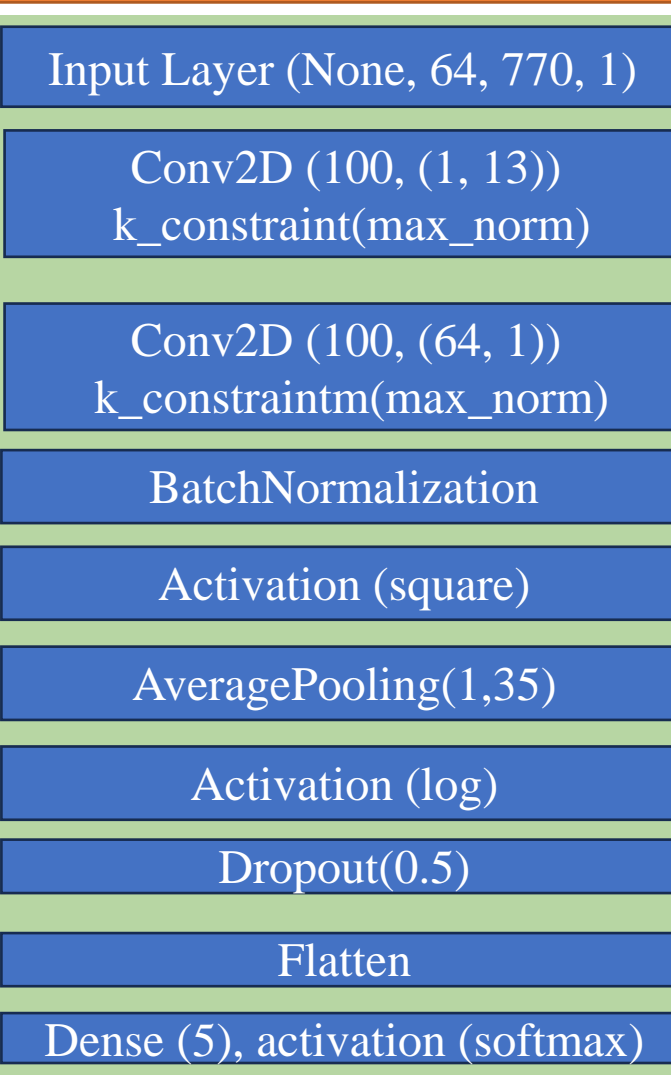 Input Layer (None, 64, 770, 1)
Conv2D (100, (1, 13))
k_constraint(max_norm)
Conv2D (100, (64, 1))
k_constraintm(max_norm)
BatchNormalization
Activation (square)
AveragePooling(1,35)
Activation (log)
Dropout(0.5)
Flatten
Dense (5), activation (softmax)